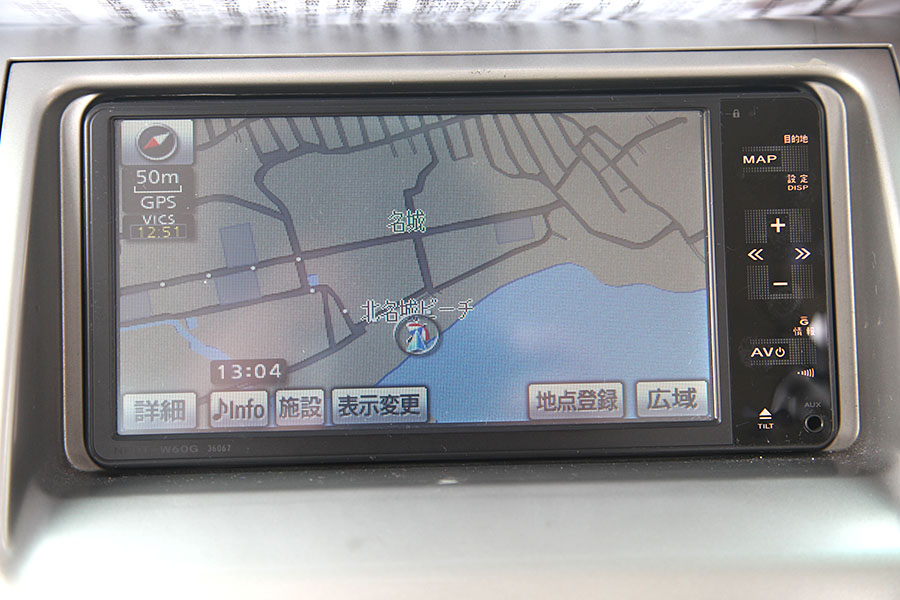 50m
GPS
VICS
12:51
名城
北名城ビーチ
13:04
詳細
♪Info
施設
表示変更
地点登録
広域
W60G 36067
目的地
MAP
設定
DISP
+
≪ ≫
−
G
情報
AV
TILT
AUX